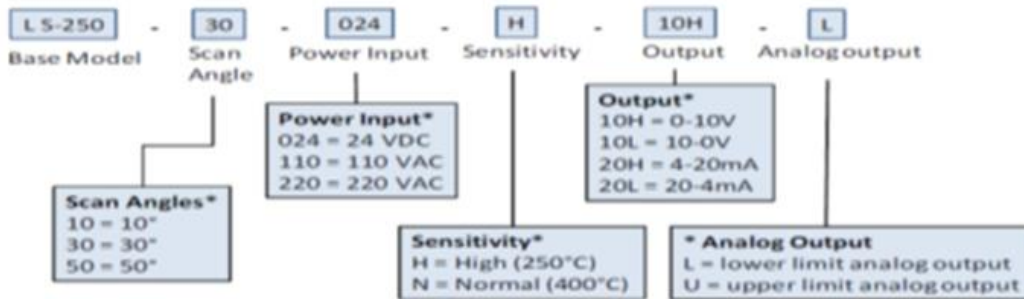 LS-250 - 30 - 024 - H - 10H - L
Base Model Scan Angle Power Input Sensitivity Output Analog output
Power Input*
024 = 24 VDC
110 = 110 VAC
220 = 220 VAC
Output*
10H = 0-10V
10L = 10-0V
20H = 4-20mA
20L = 20-4mA
Scan Angles*
10 = 10°
30 = 30°
50 = 50°
Sensitivity*
H = High (250°C)
N = Normal (400°C)
* Analog Output
L = lower limit analog output
U = upper limit analog output